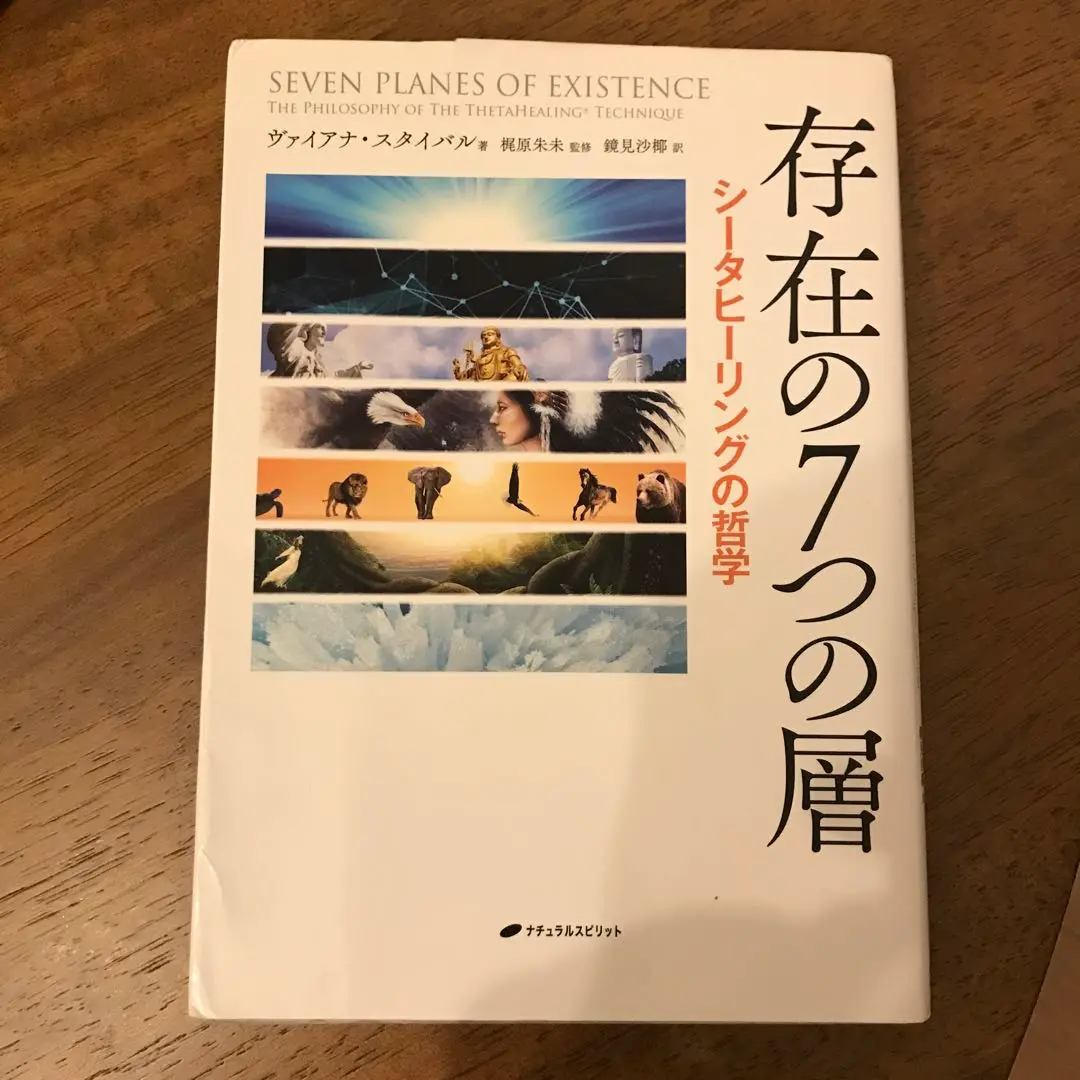 SEVEN PLANES OF EXISTENCE
THE PHILOSOPHY OF THE THETAHEALING® TECHNIQUE
ヴァイアナ・スタイバル 著 梶原朱未 監修 鏡見沙椰 訳
存在の7つの層
シータヒーリングの哲学
ナチュラルスピリット